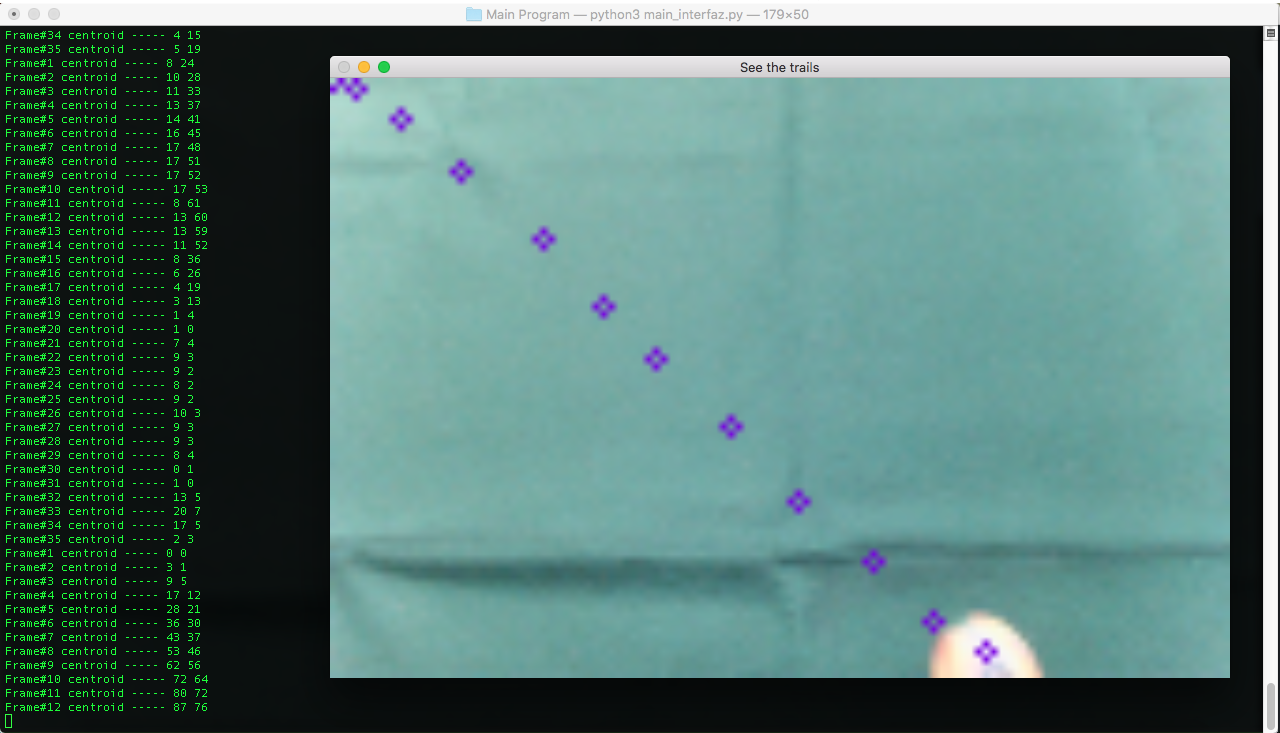 Main Program — python3 main_interfaz.py — 179×50
Frame#34 centroid ----- 4 15
Frame#35 centroid ----- 5 19
Frame#1 centroid ----- 8 24
Frame#2 centroid ----- 10 28
Frame#3 centroid ----- 11 33
Frame#4 centroid ----- 13 37
Frame#5 centroid ----- 14 41
Frame#6 centroid ----- 16 45
Frame#7 centroid ----- 17 48
Frame#8 centroid ----- 17 51
Frame#9 centroid ----- 17 52
Frame#10 centroid ----- 17 53
Frame#11 centroid ----- 8 61
Frame#12 centroid ----- 13 60
Frame#13 centroid ----- 13 59
Frame#14 centroid ----- 11 52
Frame#15 centroid ----- 8 36
Frame#16 centroid ----- 6 26
Frame#17 centroid ----- 4 19
Frame#18 centroid ----- 3 13
Frame#19 centroid ----- 1 4
Frame#20 centroid ----- 1 0
Frame#21 centroid ----- 7 4
Frame#22 centroid ----- 9 3
Frame#23 centroid ----- 9 2
Frame#24 centroid ----- 8 2
Frame#25 centroid ----- 9 2
Frame#26 centroid ----- 10 3
Frame#27 centroid ----- 9 3
Frame#28 centroid ----- 9 3
Frame#29 centroid ----- 8 4
Frame#30 centroid ----- 0 1
Frame#31 centroid ----- 1 0
Frame#32 centroid ----- 13 5
Frame#33 centroid ----- 20 7
Frame#34 centroid ----- 17 5
Frame#35 centroid ----- 2 3
Frame#1 centroid ----- 0 0
Frame#2 centroid ----- 3 1
Frame#3 centroid ----- 9 5
Frame#4 centroid ----- 17 12
Frame#5 centroid ----- 28 21
Frame#6 centroid ----- 36 30
Frame#7 centroid ----- 43 37
Frame#8 centroid ----- 53 46
Frame#9 centroid ----- 62 56
Frame#10 centroid ----- 72 64
Frame#11 centroid ----- 80 72
Frame#12 centroid ----- 87 76
See the trails